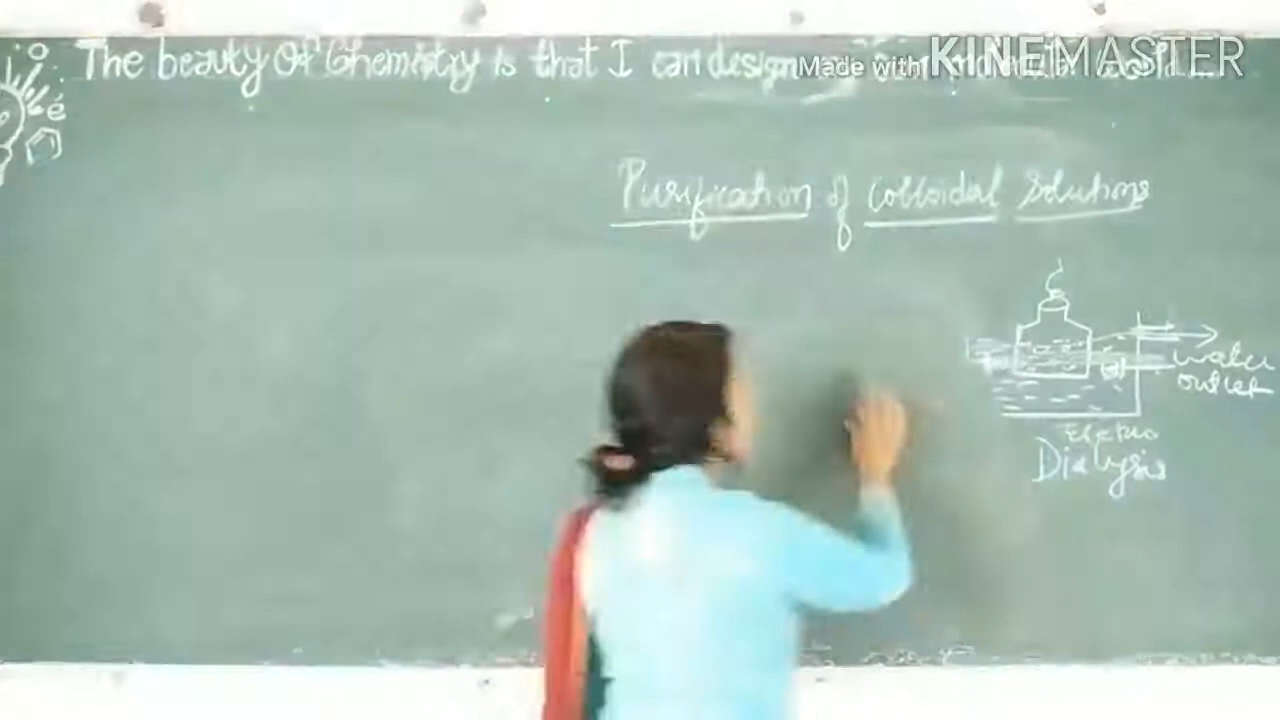 The beauty Of Chemistry is that I can design
Made with KINEMASTER
é
Purification of Colloidal Solutions
water
outlet
Electro
Dialysis